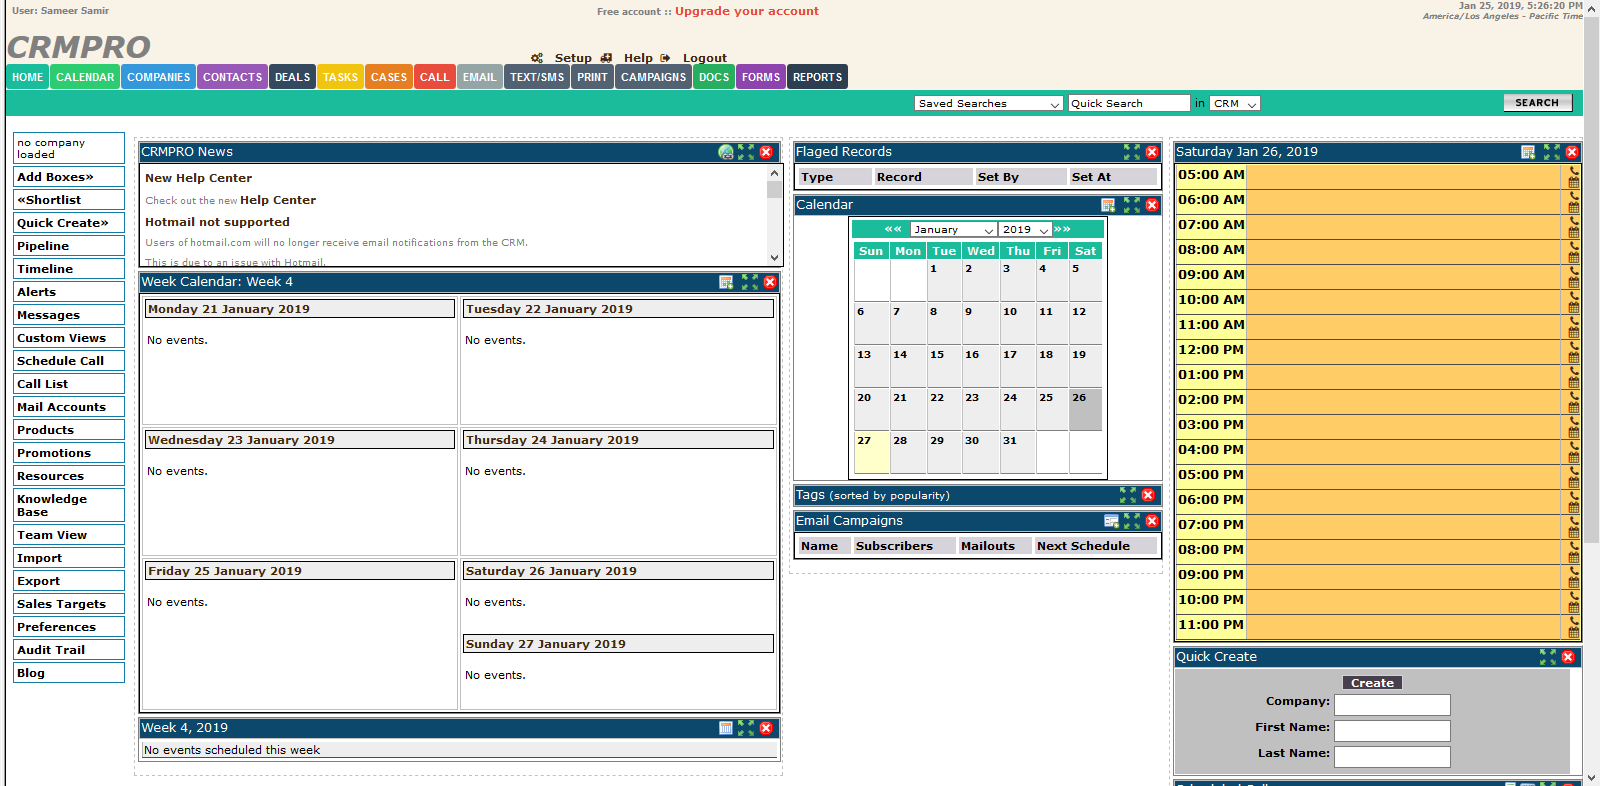 User: Sameer Samir
Free account :: Upgrade your account
Jan 25, 2019, 5:26:20 PM
America/Los Angeles - Pacific Time
CRMPRO
Setup Help Logout
HOME CALENDAR COMPANIES CONTACTS DEALS TASKS CASES CALL EMAIL TEXT/SMS PRINT CAMPAIGNS DOCS FORMS REPORTS
Saved Searches Quick Search in CRM SEARCH
no company
loaded
Add Boxes»
«Shortlist
Quick Create»
Pipeline
Timeline
Alerts
Messages
Custom Views
Schedule Call
Call List
Mail Accounts
Products
Promotions
Resources
Knowledge
Base
Team View
Import
Export
Sales Targets
Preferences
Audit Trail
Blog
CRMPRO News
New Help Center
Check out the new Help Center
Hotmail not supported
Users of hotmail.com will no longer receive email notifications from the CRM.
This is due to an issue with Hotmail.
Week Calendar: Week 4
Monday 21 January 2019
No events.
Tuesday 22 January 2019
No events.
Wednesday 23 January 2019
No events.
Thursday 24 January 2019
No events.
Friday 25 January 2019
No events.
Saturday 26 January 2019
No events.
Sunday 27 January 2019
No events.
Week 4, 2019
No events scheduled this week
Flaged Records
Type Record Set By Set At
Calendar
«« January 2019 »»
Sun Mon Tue Wed Thu Fri Sat
1 2 3 4 5
6 7 8 9 10 11 12
13 14 15 16 17 18 19
20 21 22 23 24 25 26
27 28 29 30 31
Tags (sorted by popularity)
Email Campaigns
Name Subscribers Mailouts Next Schedule
Saturday Jan 26, 2019
05:00 AM
06:00 AM
07:00 AM
08:00 AM
09:00 AM
10:00 AM
11:00 AM
12:00 PM
01:00 PM
02:00 PM
03:00 PM
04:00 PM
05:00 PM
06:00 PM
07:00 PM
08:00 PM
09:00 PM
10:00 PM
11:00 PM
Quick Create
Create
Company:
First Name:
Last Name: